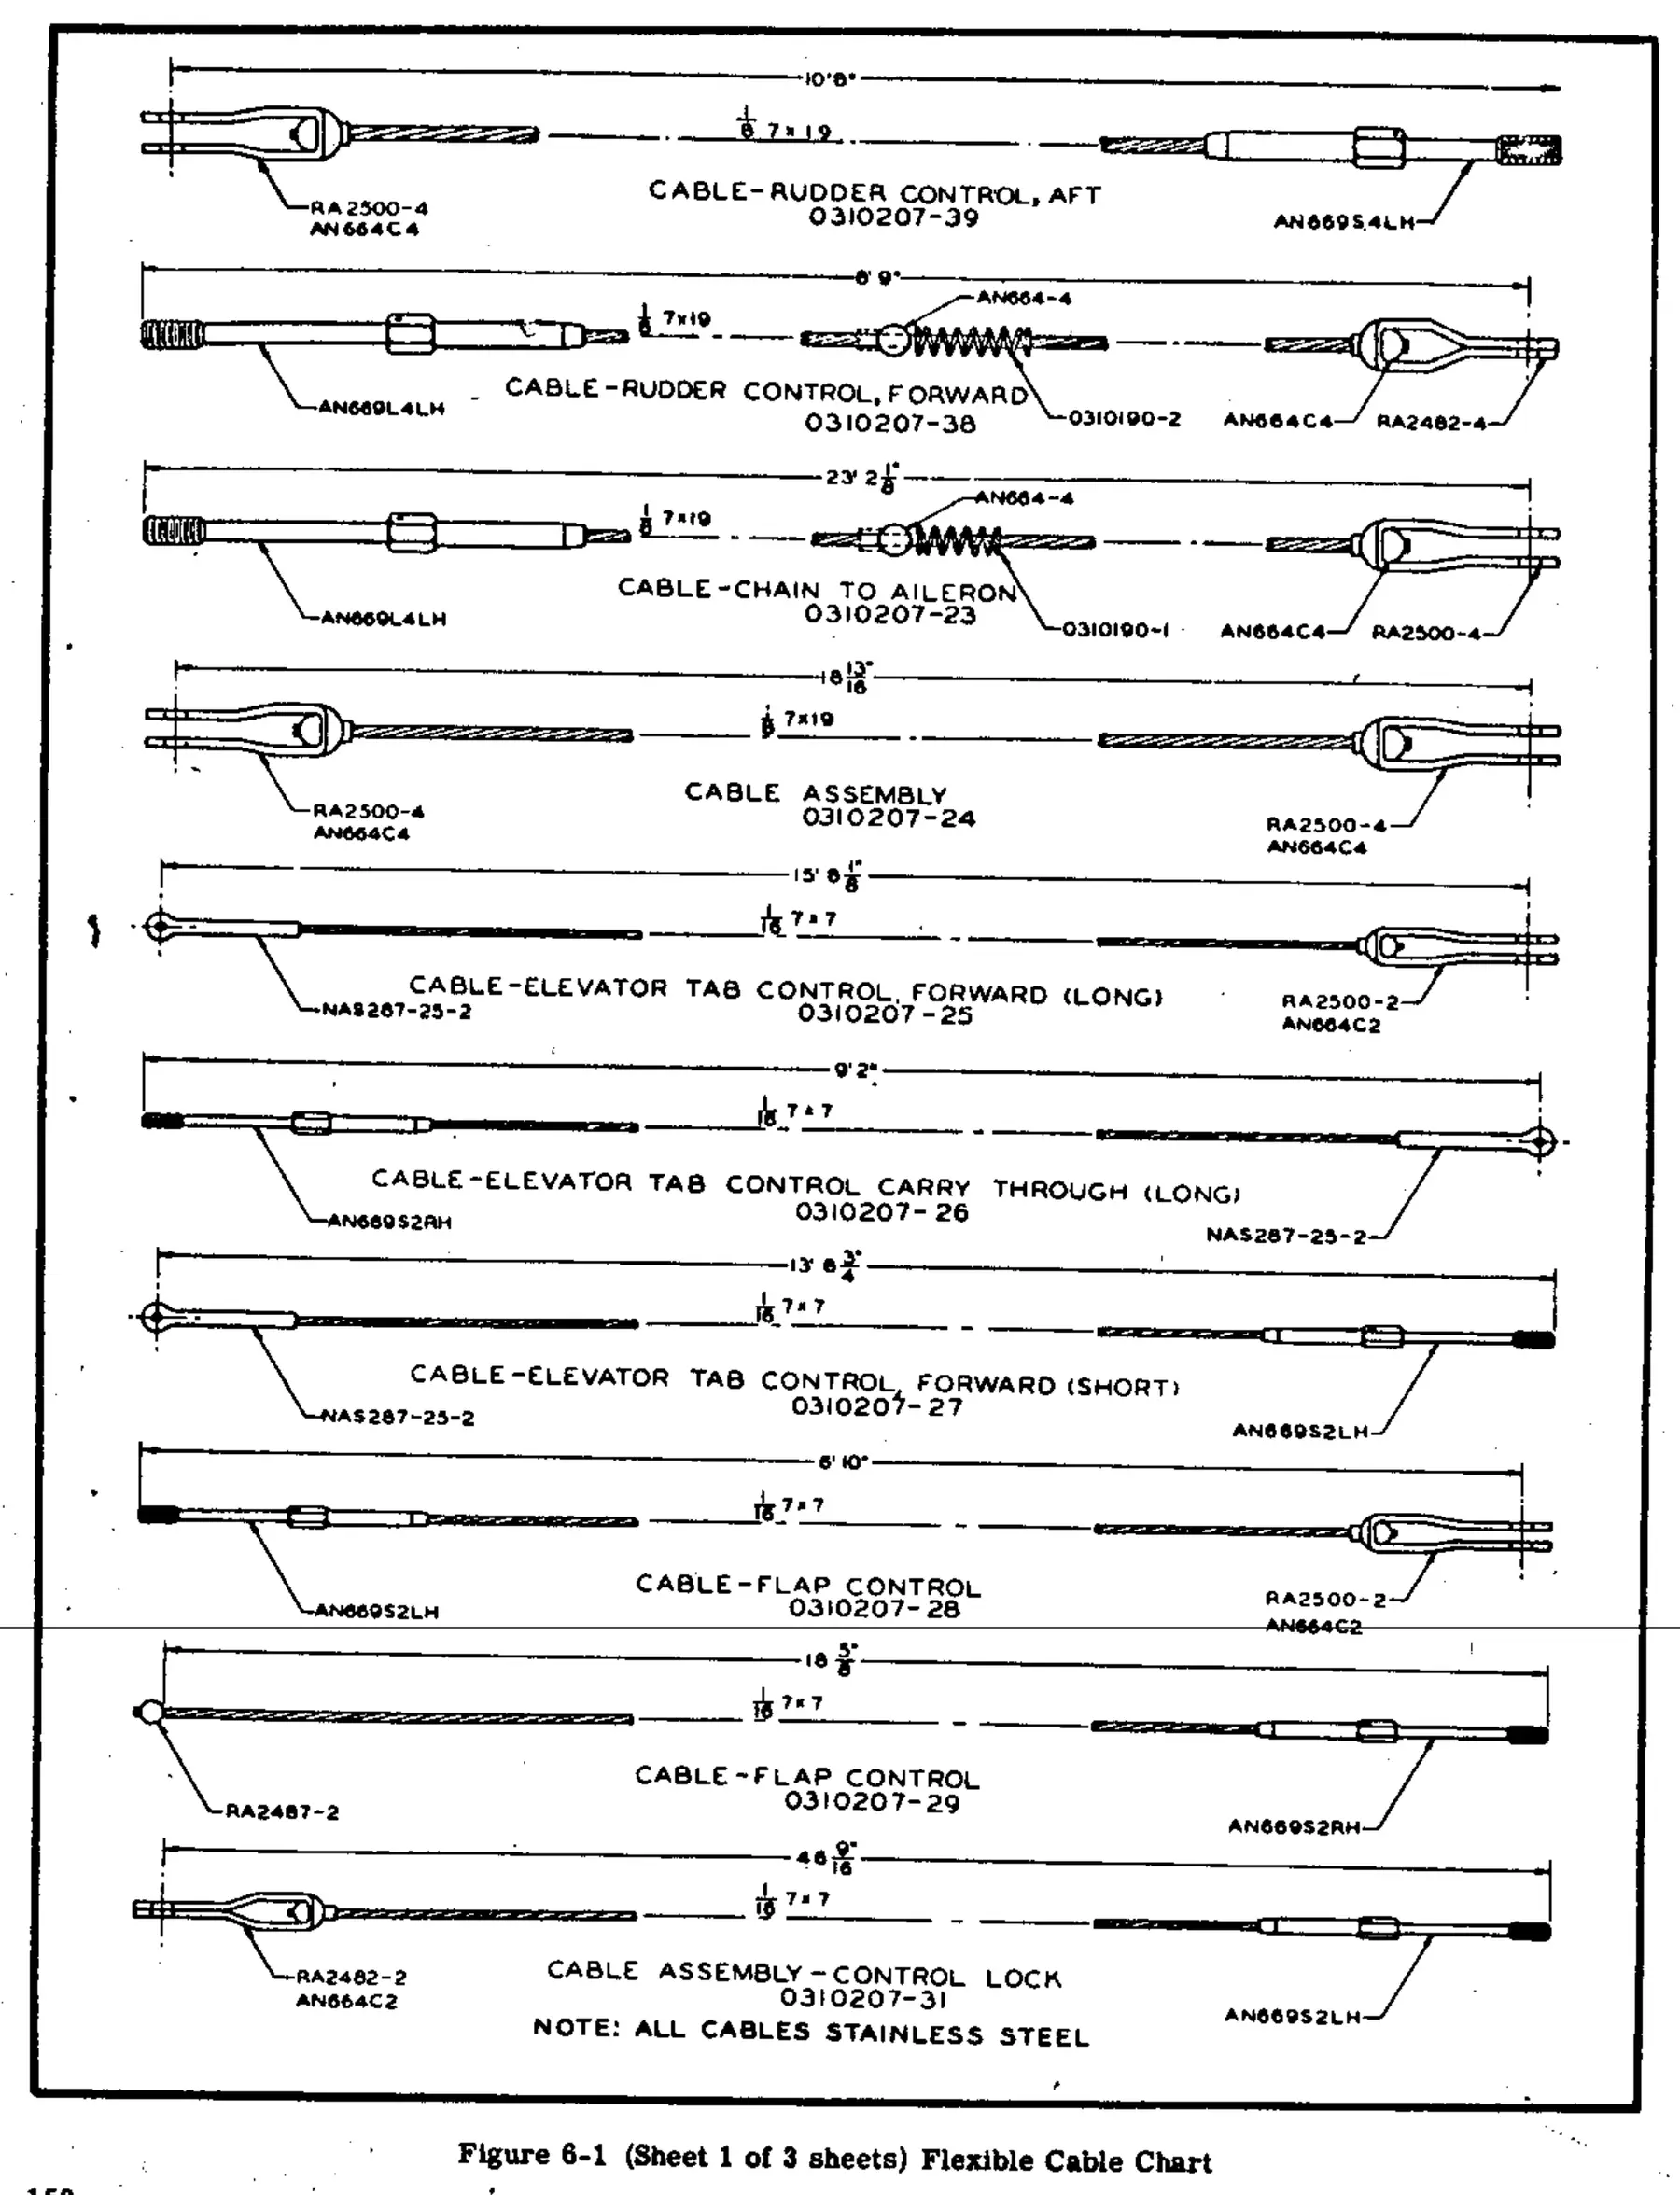 10'8"
1/8 7x19
RA2500-4
AN664C4
CABLE-RUDDER CONTROL, AFT
0310207-39
AN669S4LH
8' 9"
AN664-4
1/8 7x19
AN669L4LH
CABLE-RUDDER CONTROL, FORWARD
0310207-38
0310190-2
AN664C4
RA2482-4
23' 2 1/8"
AN664-4
1/8 7x19
AN669L4LH
CABLE-CHAIN TO AILERON
0310207-23
0310190-1
AN664C4
RA2500-4
18 13/16"
1/8 7x19
RA2500-4
AN664C4
CABLE ASSEMBLY
0310207-24
RA2500-4
AN664C4
15' 8 1/8"
1/16 7x7
NAS287-25-2
CABLE-ELEVATOR TAB CONTROL, FORWARD (LONG)
0310207-25
RA2500-2
AN664C2
9' 2"
1/16 7x7
AN669S2RH
CABLE-ELEVATOR TAB CONTROL CARRY THROUGH (LONG)
0310207-26
NAS287-25-2
13' 8 3/4"
1/16 7x7
NAS287-25-2
CABLE-ELEVATOR TAB CONTROL, FORWARD (SHORT)
0310207-27
AN669S2LH
10"
1/16 7x7
AN669S2LH
CABLE-FLAP CONTROL
0310207-28
RA2500-2
AN664C2
18 5/8"
1/16 7x7
RA2487-2
CABLE-FLAP CONTROL
0310207-29
AN669S2RH
9/16"
1/16 7x7
RA2482-2
AN664C2
CABLE ASSEMBLY-CONTROL LOCK
0310207-31
AN669S2LH
NOTE: ALL CABLES STAINLESS STEEL
Figure 6-1 (Sheet 1 of 3 sheets) Flexible Cable Chart